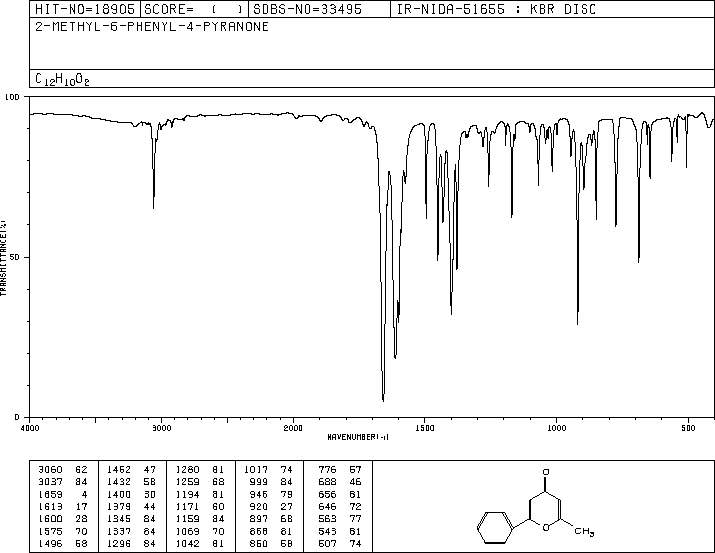 HIT-NO=18905 SCORE= ( ) SDBS-NO=33495 IR-NIDA-51655 : KBR DISC
2-METHYL-6-PHENYL-4-PYRANONE
C12H10O2
100
50
0
TRANSMITTANCE(%)
4000 3000 2000 1500 1000 500
WAVENUMBER(-1)
3060 62 1452 47 1280 81 1017 74 776 57
3037 84 1432 58 1259 68 999 84 688 46
1659 4 1400 30 1194 81 946 79 656 81
1613 17 1379 44 1171 60 920 27 646 72
1600 28 1345 84 1159 84 897 68 563 77
1575 70 1337 84 1069 70 868 81 543 81
1496 68 1296 84 1042 81 850 58 507 74
O
O
CH3